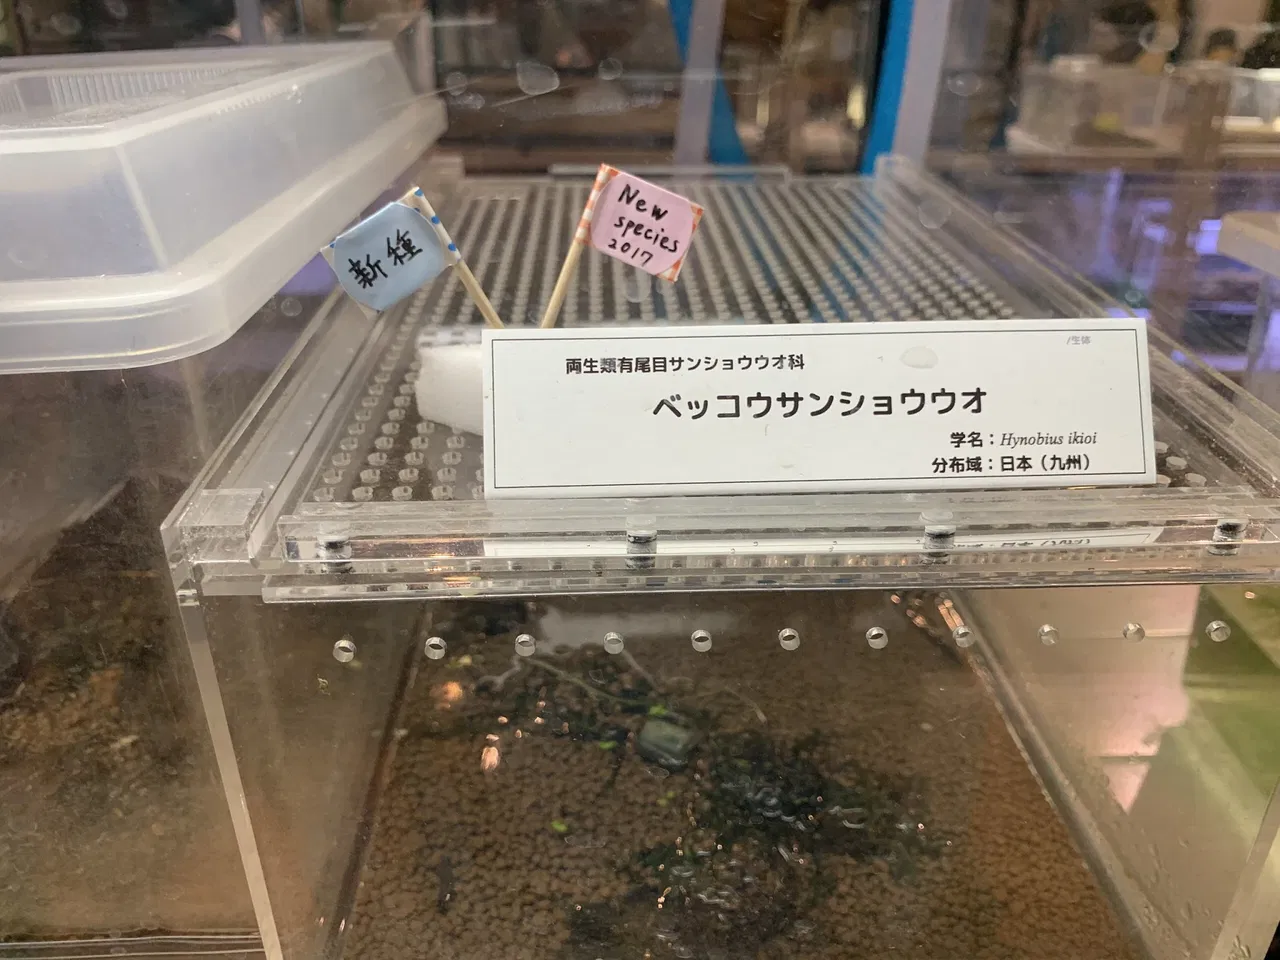 新種
New
species
2017
/生体
両生類有尾目サンショウウオ科
ベッコウサンショウウオ
学名：Hynobius ikioi
分布域：日本（九州）